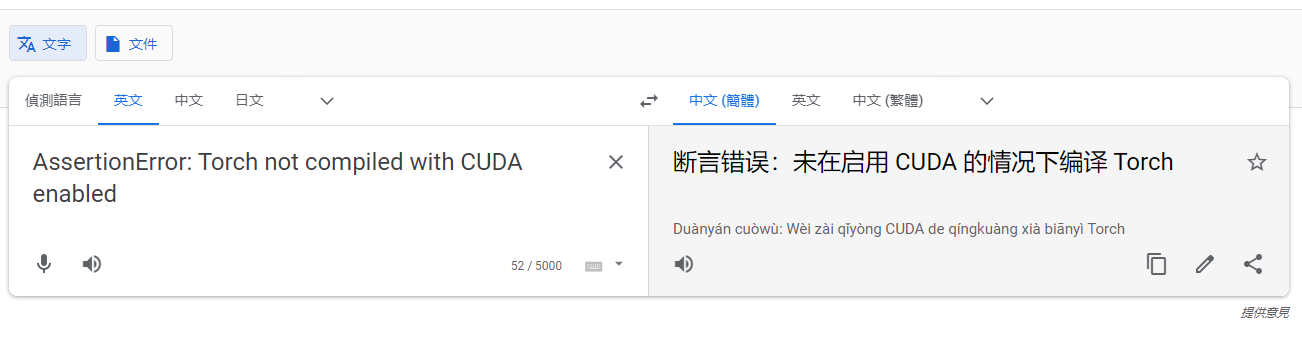 文字 文件
偵測語言 英文 中文 日文 中文 (簡體) 英文 中文 (繁體)
AssertionError: Torch not compiled with CUDA
enabled
断言错误：未在启用 CUDA 的情况下编译 Torch
Duànyán cuòwù: Wèi zài qǐyòng CUDA de qíngkuàng xià biānyì Torch
52 / 5000
提供意見